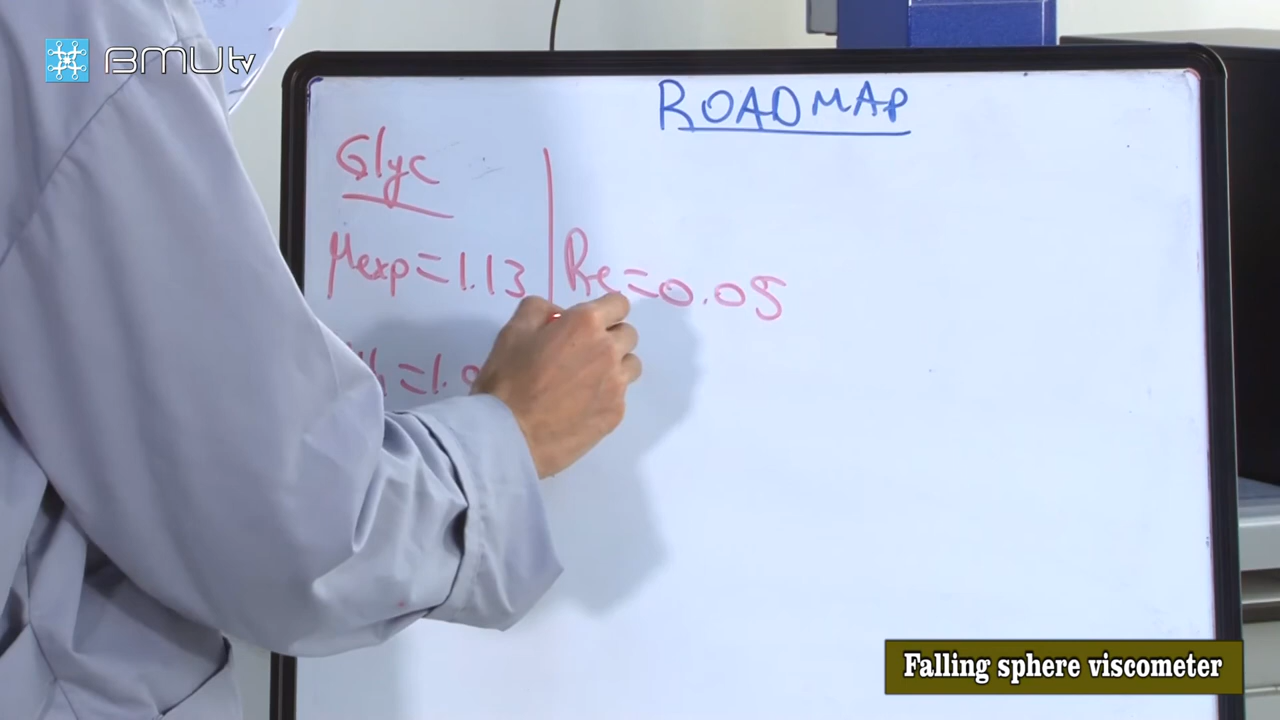 BMUtv
ROADMAP
Glyc
μexp=1.13
Re=0.05
Falling sphere viscometer